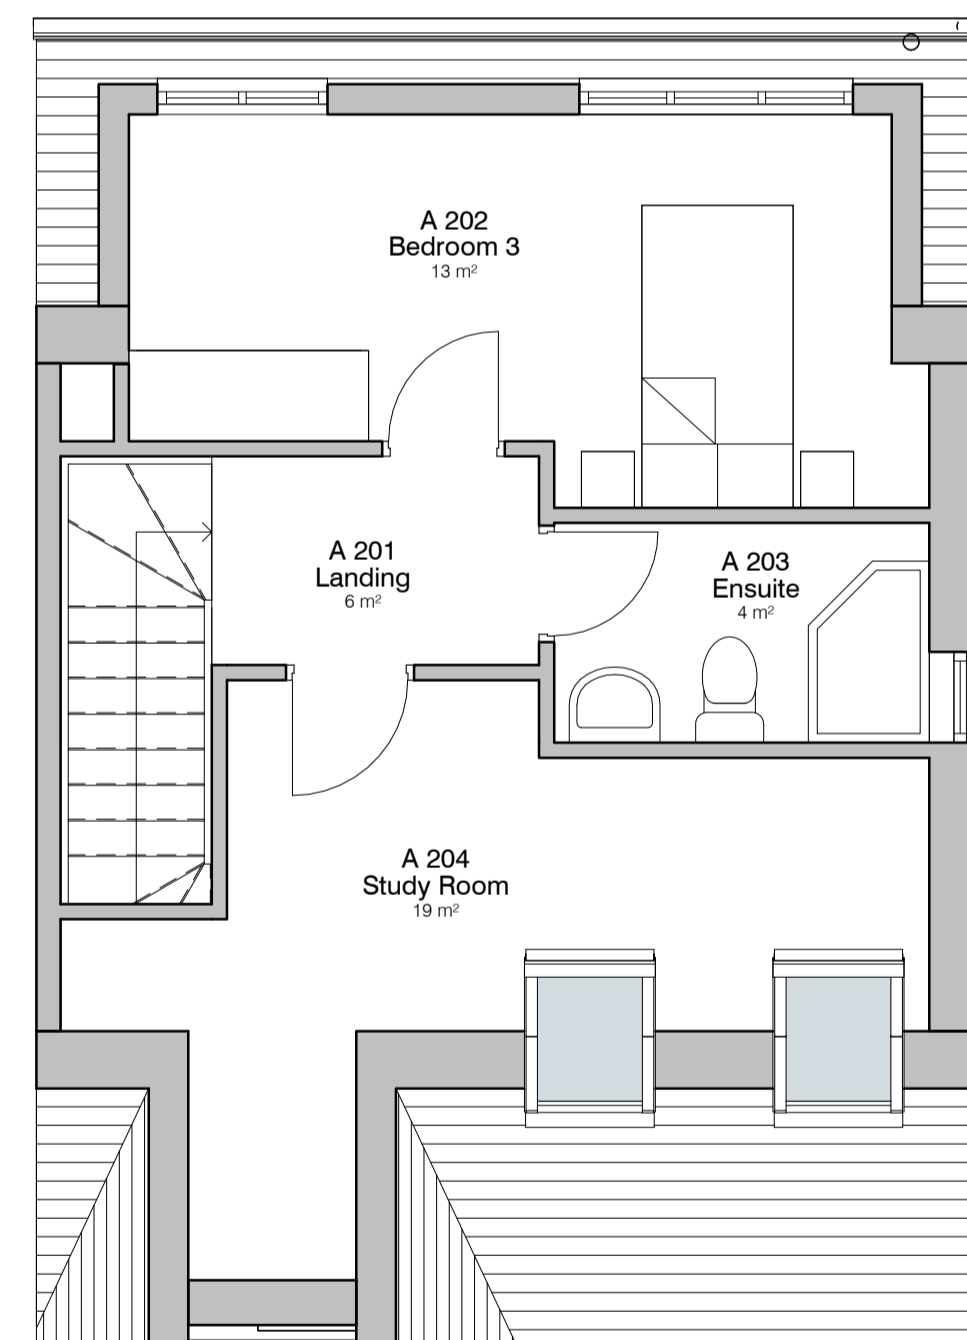 A 202
Bedroom 3
13 m²
A 201
Landing
6 m²
A 203
Ensuite
4 m²
A 204
Study Room
19 m²